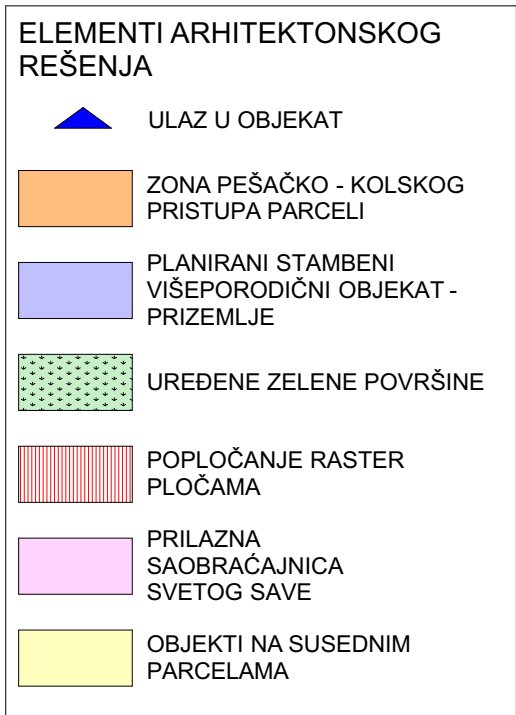 ELEMENTI ARHITEKTONSKOG
REŠENJA
ULAZ U OBJEKAT
ZONA PEŠAČKO - KOLSKOG
PRISTUPA PARCELI
PLANIRANI STAMBENI
VIŠEPORODIČNI OBJEKAT -
PRIZEMLJE
UREĐENE ZELENE POVRŠINE
POPLOČANJE RASTER
PLOČAMA
PRILAZNA
SAOBRAĆAJNICA
SVETOG SAVE
OBJEKTI NA SUSEDNIM
PARCELAMA